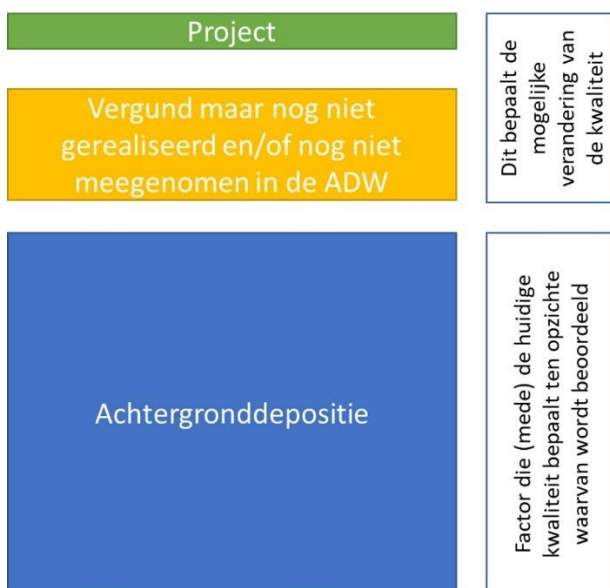 Project
Vergund maar nog niet
gerealiseerd en/of nog niet
meegenomen in de ADW
Dit bepaalt de
mogelijke
verandering van
de kwaliteit
Achtergronddepositie
Factor die (mede) de huidige
kwaliteit bepaalt ten opzichte
waarvan wordt beoordeeld